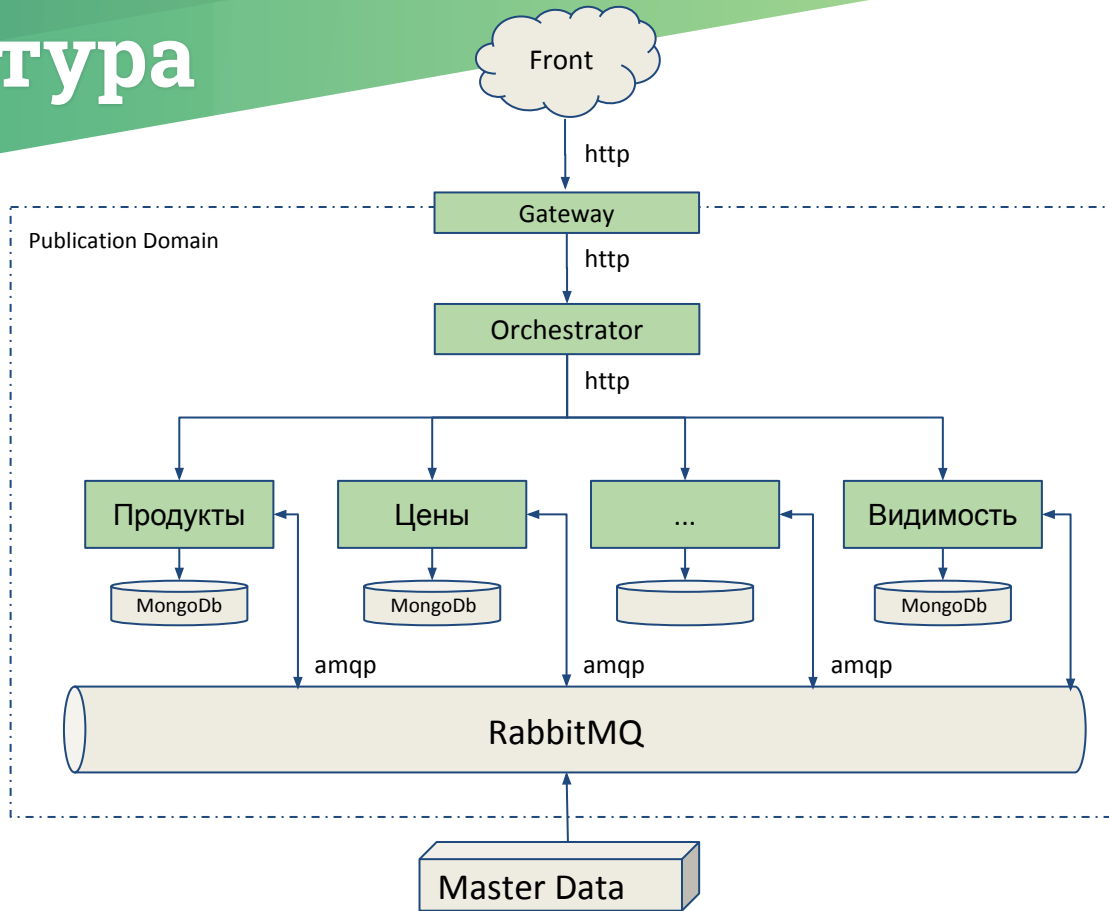 тура
Front
http
Gateway
Publication Domain
http
Orchestrator
http
Продукты
Цены
...
Видимость
MongoDb
MongoDb
MongoDb
amqp
amqp
amqp
RabbitMQ
Master Data